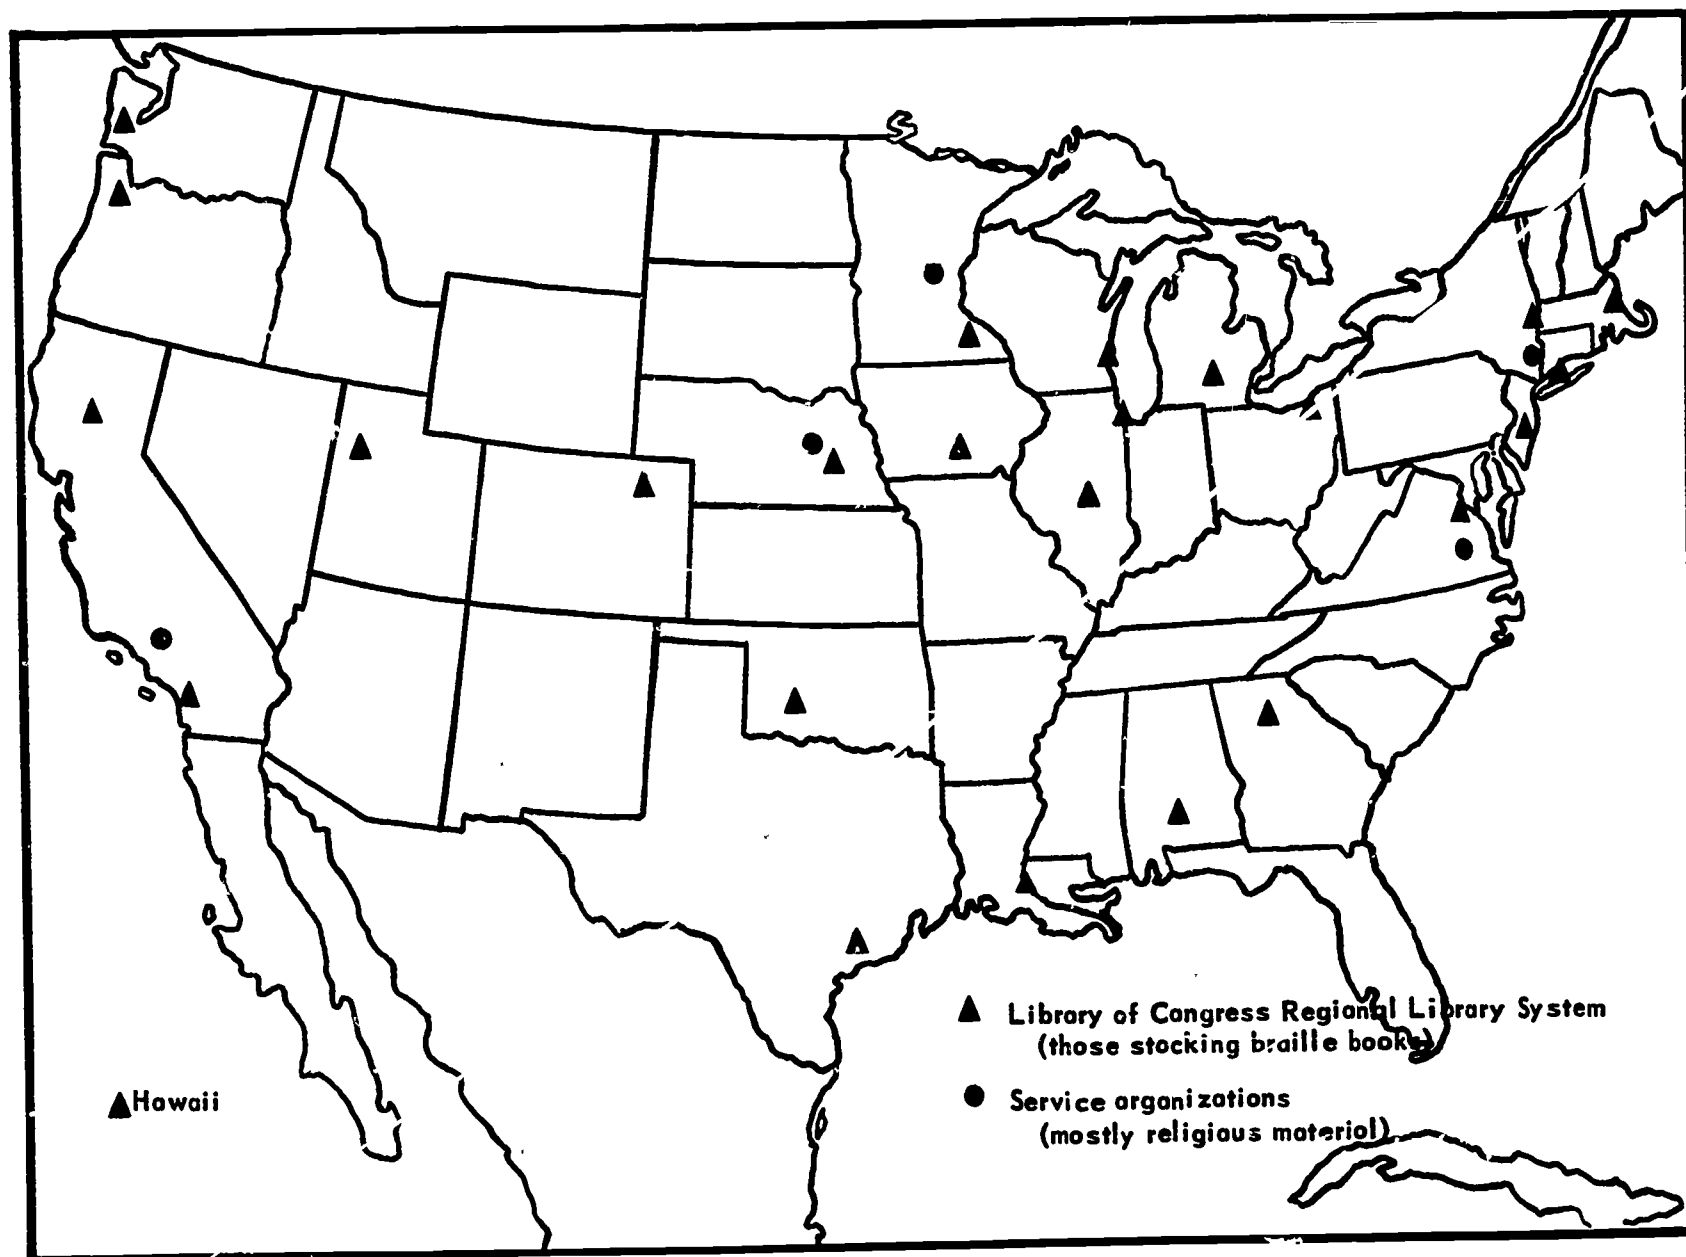 Library of Congress Regional Library System
(those stocking braille books)
Hawaii
Service organizations
(mostly religious material)